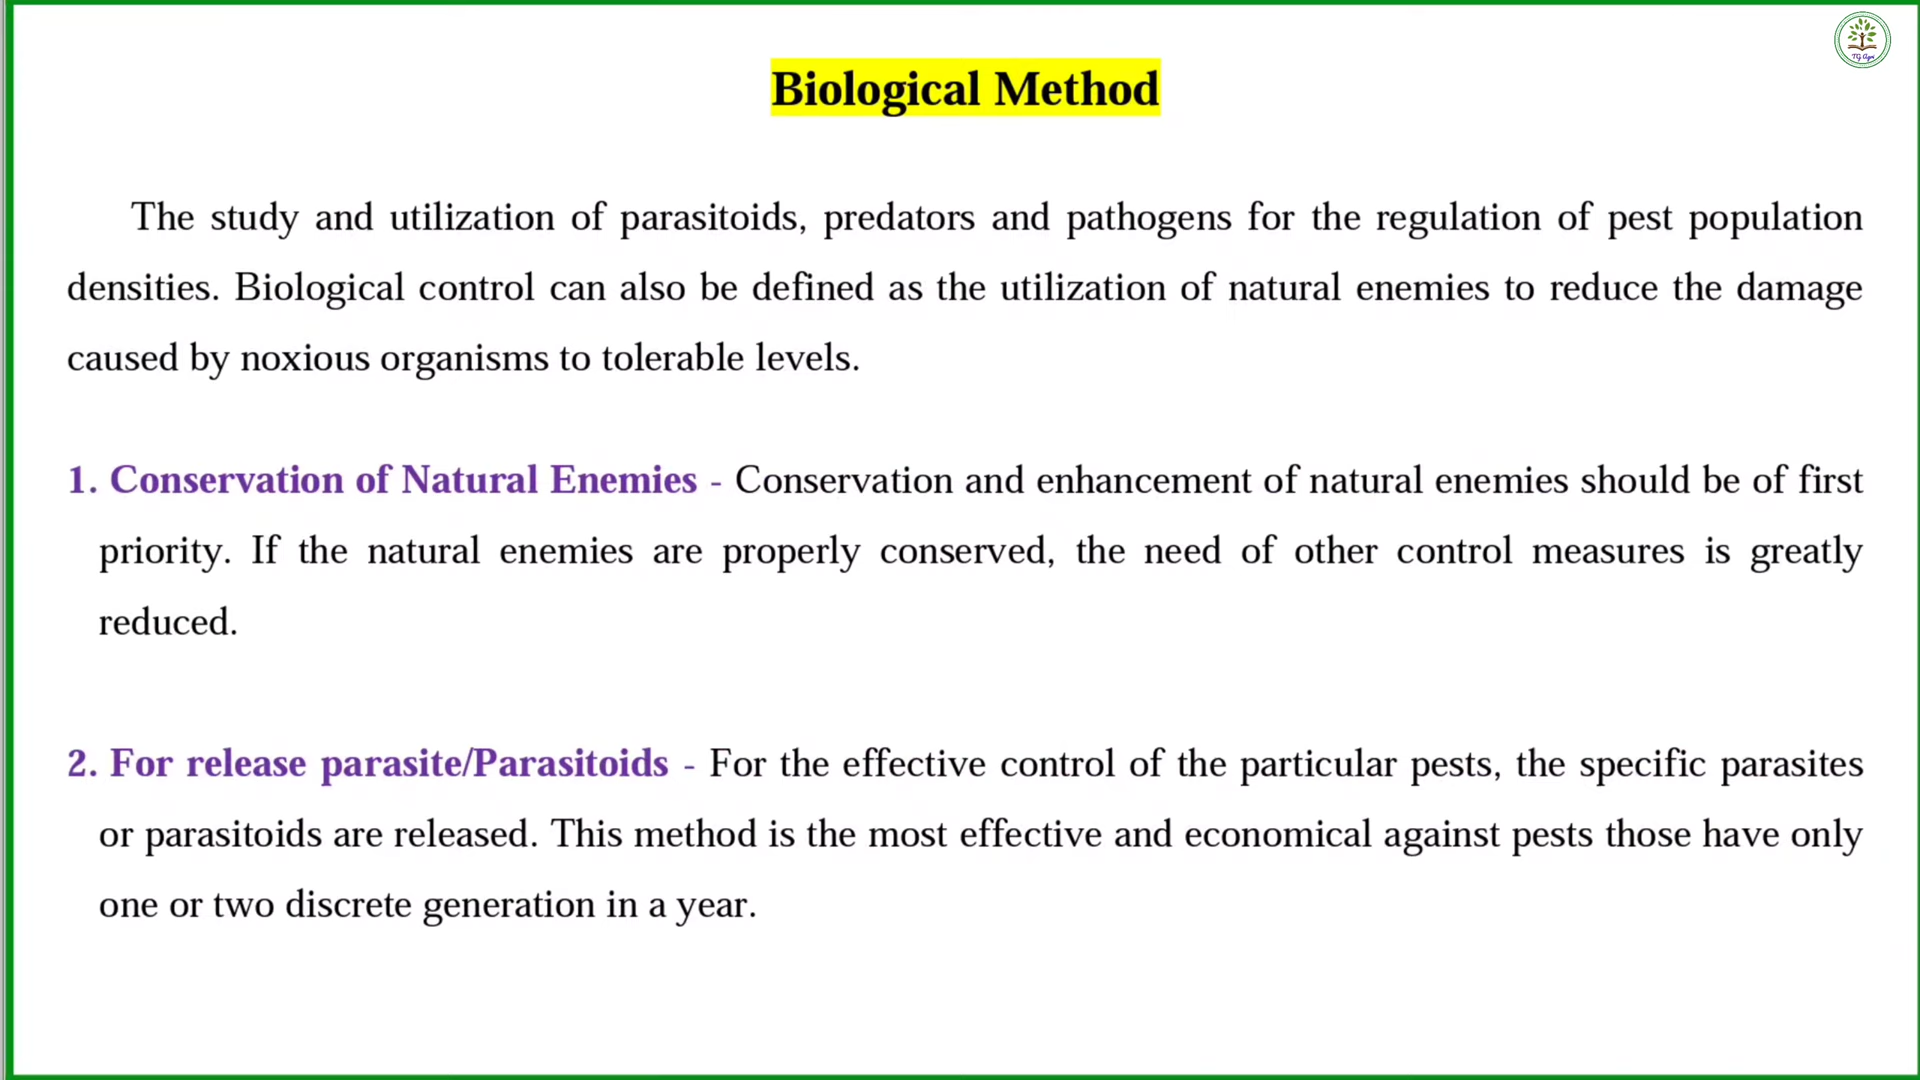 TG Agri
Biological Method
The study and utilization of parasitoids, predators and pathogens for the regulation of pest population
densities. Biological control can also be defined as the utilization of natural enemies to reduce the damage
caused by noxious organisms to tolerable levels.
1. Conservation of Natural Enemies - Conservation and enhancement of natural enemies should be of first
priority. If the natural enemies are properly conserved, the need of other control measures is greatly
reduced.
2. For release parasite/Parasitoids - For the effective control of the particular pests, the specific parasites
or parasitoids are released. This method is the most effective and economical against pests those have only
one or two discrete generation in a year.